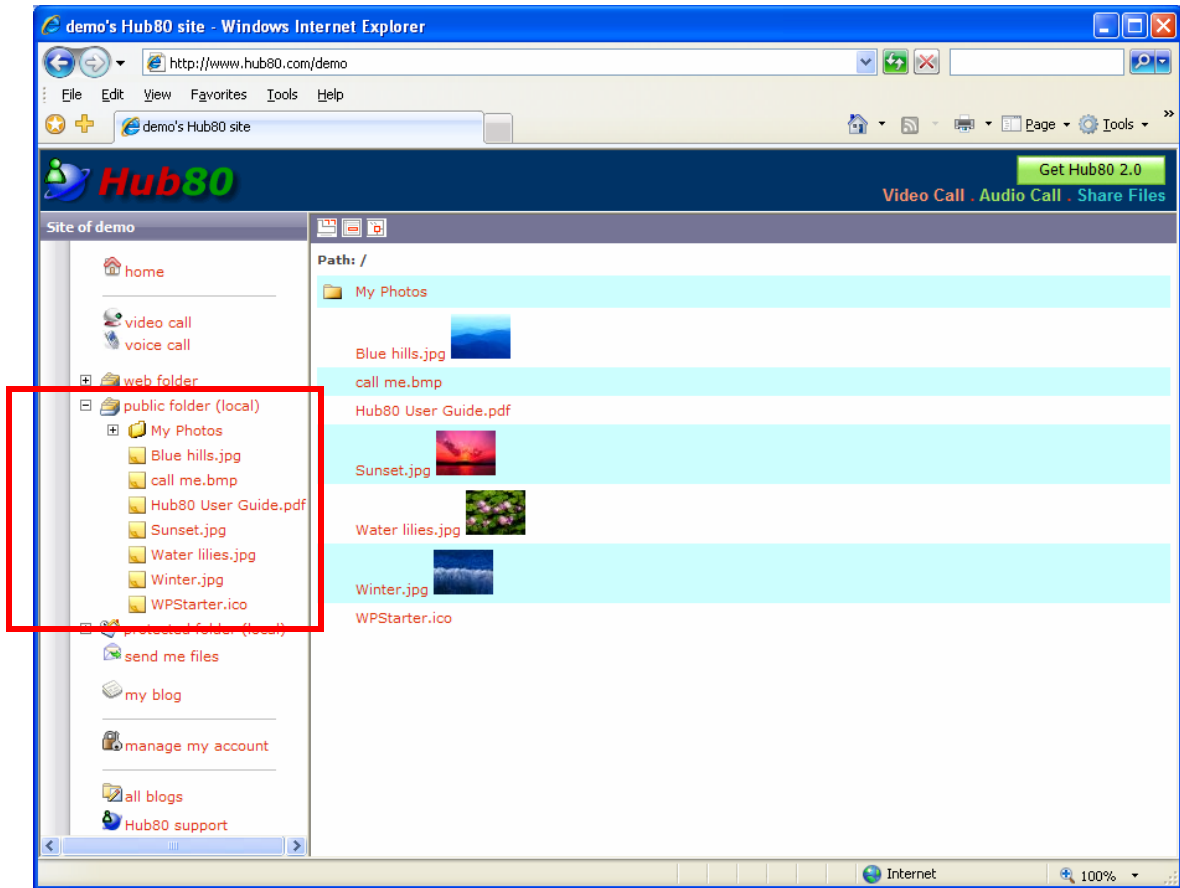 demo's Hub80 site - Windows Internet Explorer
http://www.hub80.com/demo
File Edit View Favorites Tools Help
demo's Hub80 site
Page Tools »
Hub80
Get Hub80 2.0
Video Call . Audio Call . Share Files
Site of demo
home
video call
voice call
web folder
public folder (local)
My Photos
Blue hills.jpg
call me.bmp
Hub80 User Guide.pdf
Sunset.jpg
Water lilies.jpg
Winter.jpg
WPStarter.ico
protected folder (local)
send me files
my blog
manage my account
all blogs
Hub80 support
Path: /
My Photos
Blue hills.jpg
call me.bmp
Hub80 User Guide.pdf
Sunset.jpg
Water lilies.jpg
Winter.jpg
WPStarter.ico
Internet
100%